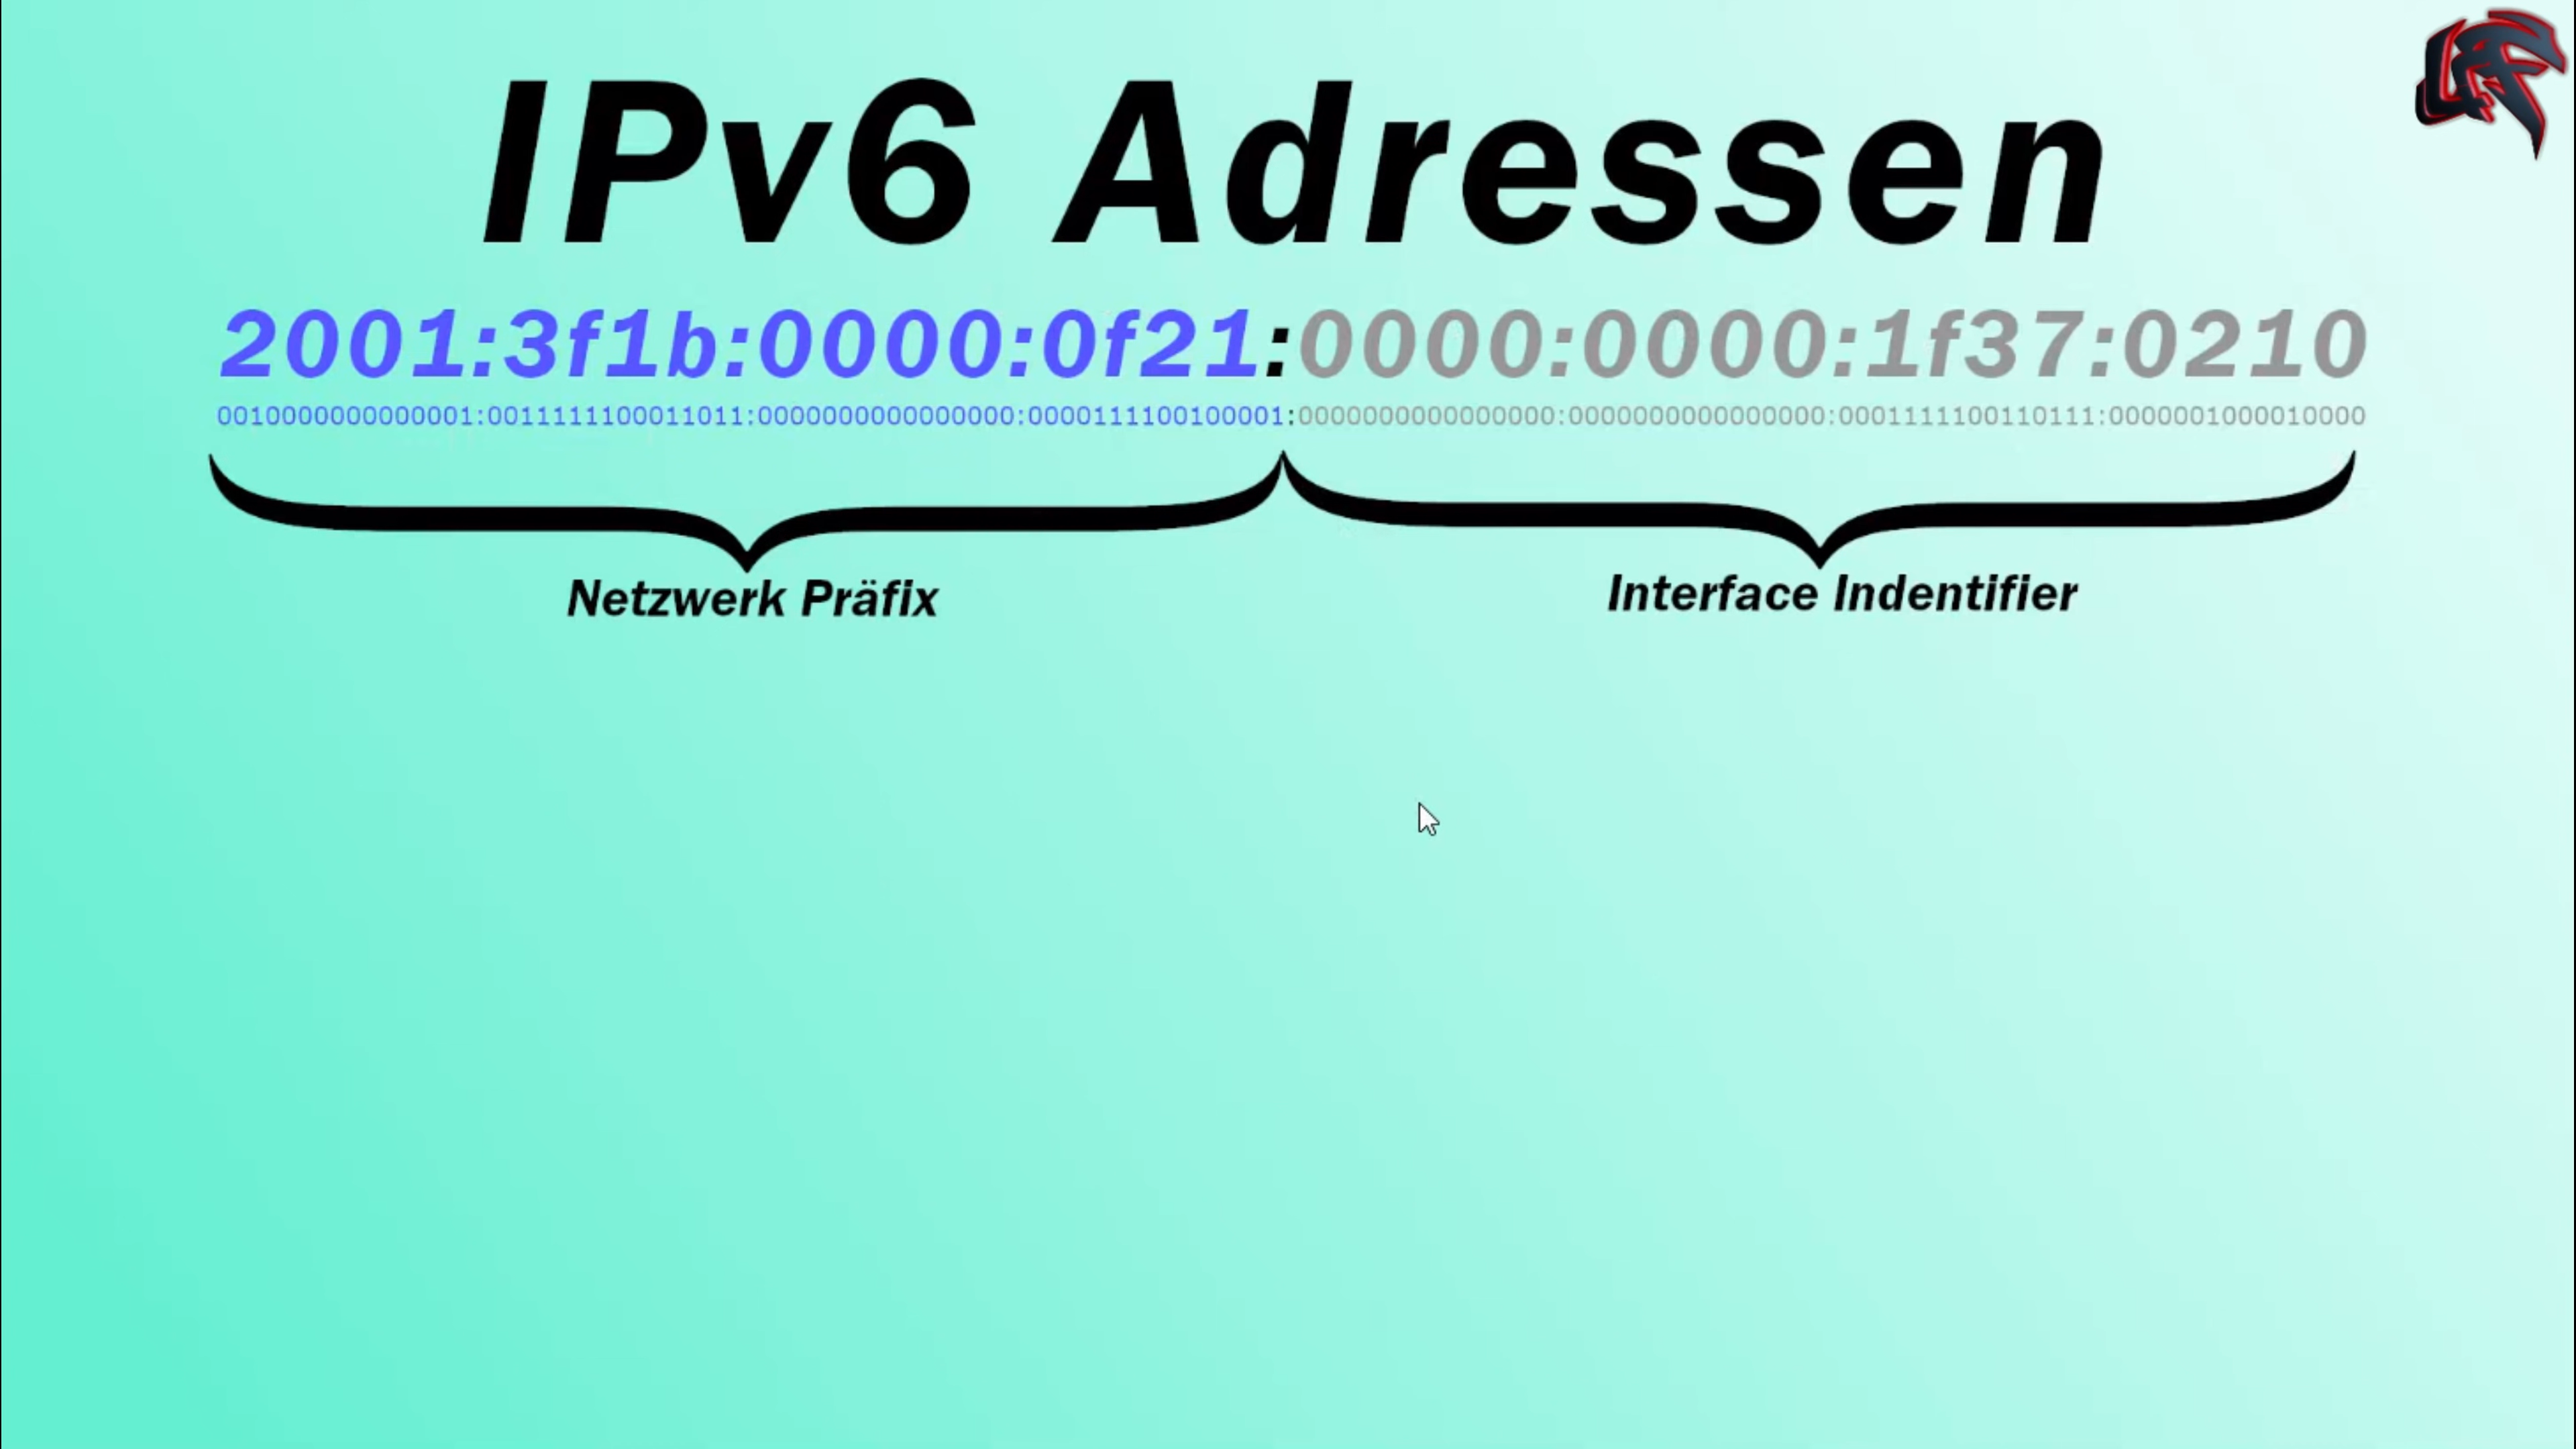 IPv6 Adressen
2001:3f1b:0000:0f21:0000:0000:1f37:0210
0010000000000001:0011111100011011:0000000000000000:0000111100100001:0000000000000000:0000000000000000:0001111100110111:0000001000010000
Netzwerk Präfix
Interface Indentifier